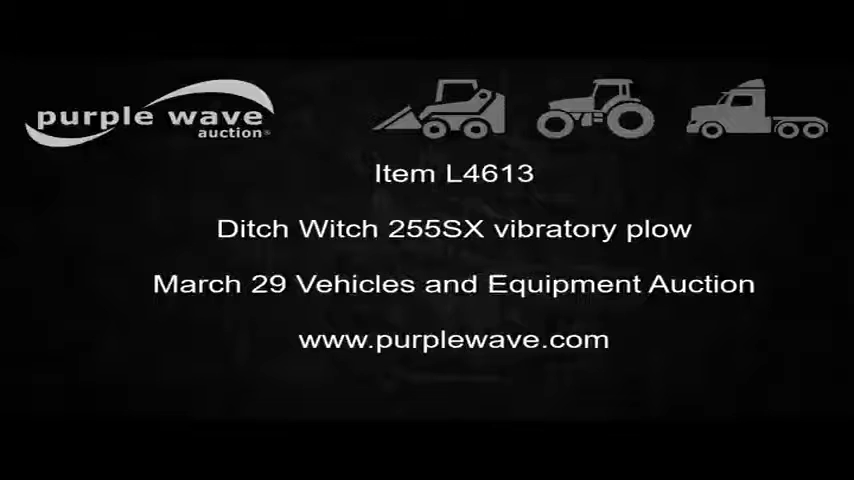 purple wave
auction®
Item L4613
Ditch Witch 255SX vibratory plow
March 29 Vehicles and Equipment Auction
www.purplewave.com